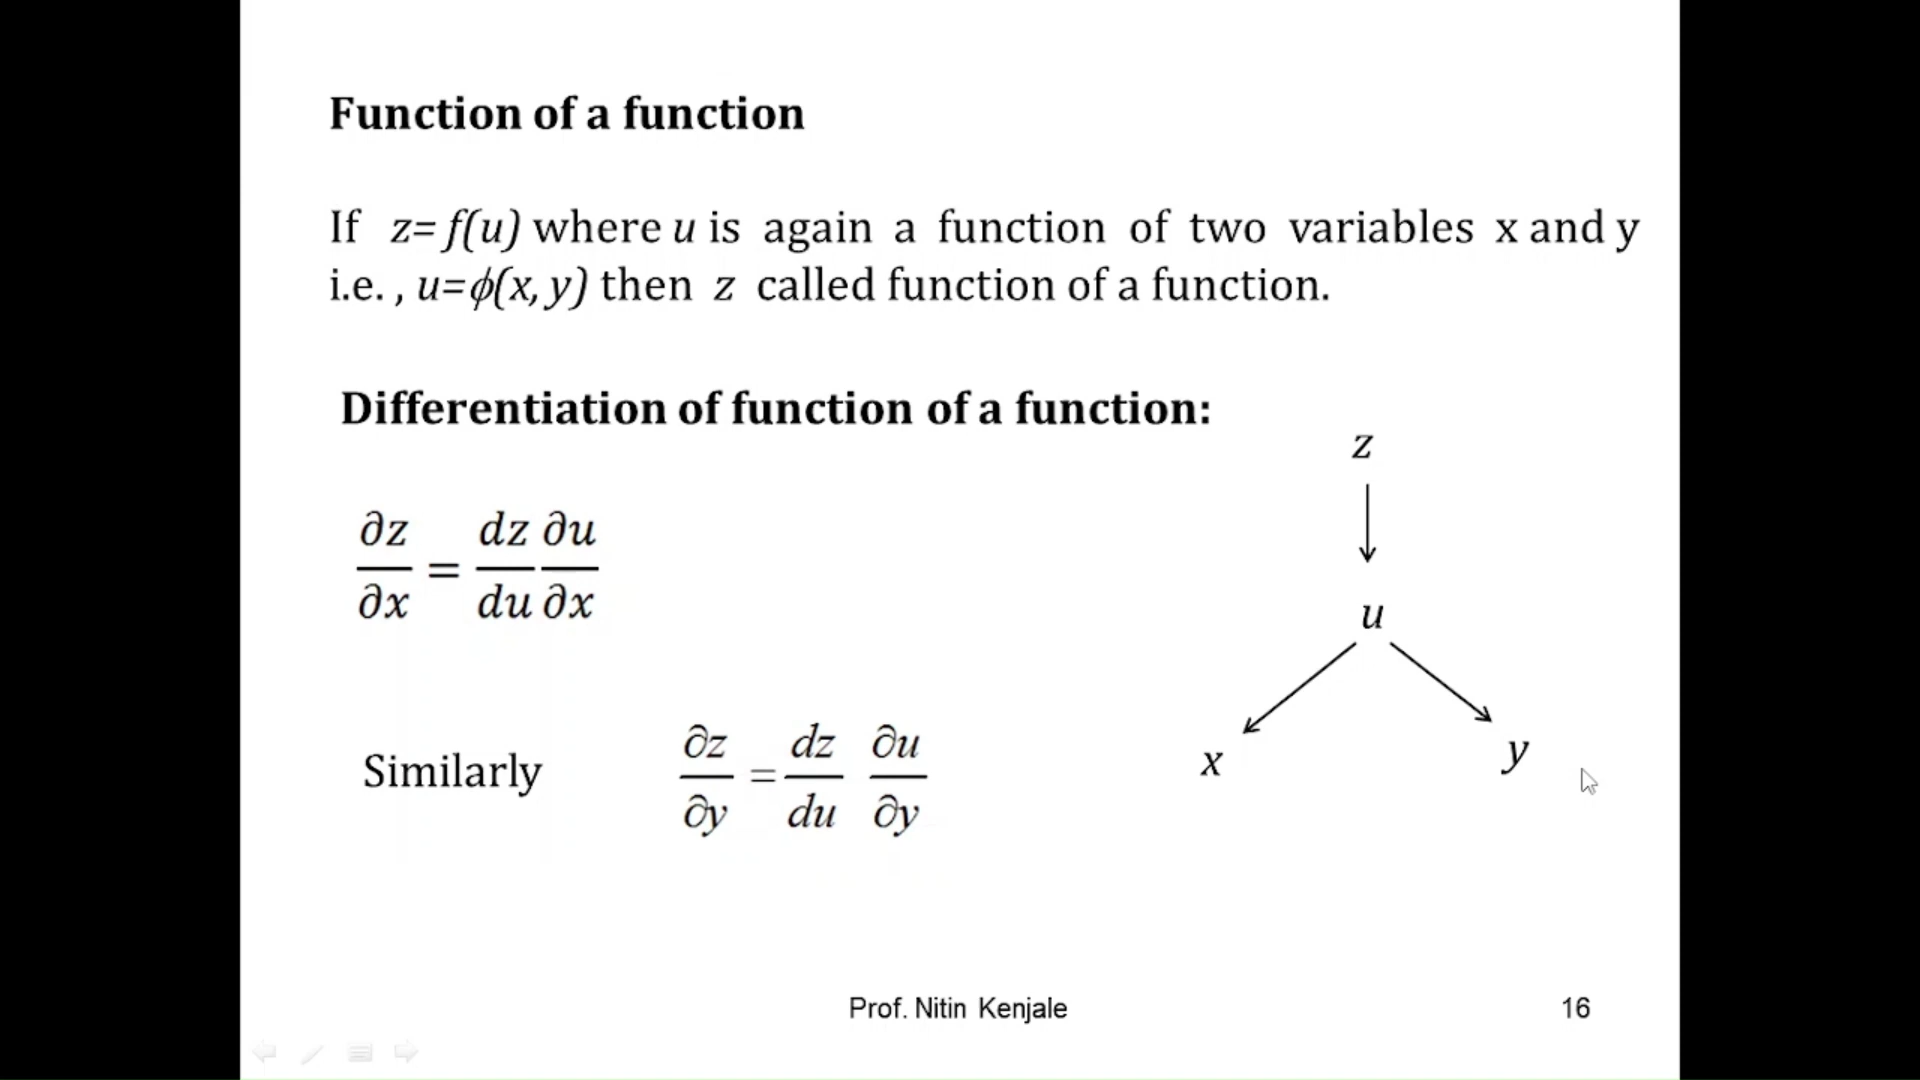 Function of a function
If z= f(u) where u is again a function of two variables x and y
i.e. , u=ϕ(x, y) then z called function of a function.
Differentiation of function of a function:
z
∂z/∂x = dz/du ∂u/∂x
u
Similarly ∂z/∂y = dz/du ∂u/∂y
x y
Prof. Nitin Kenjale 16